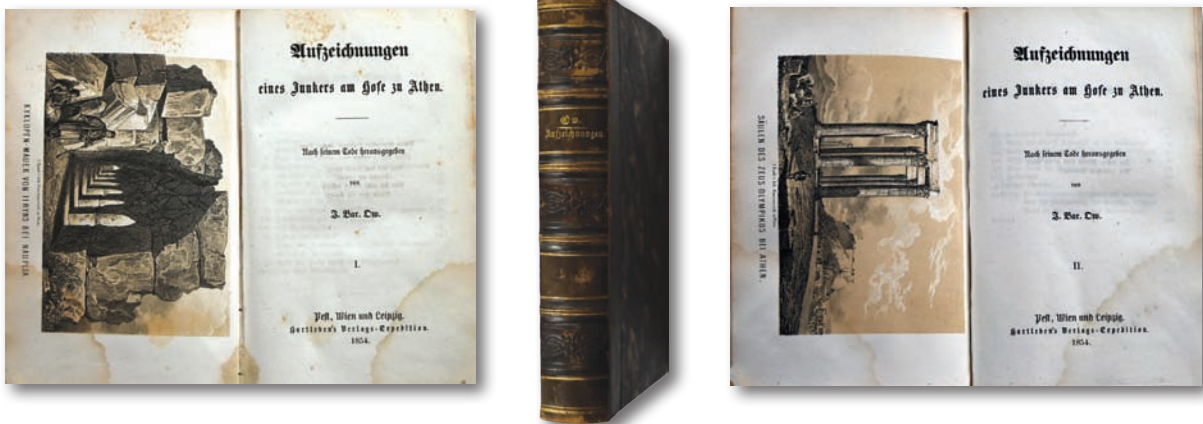 KYKLOPEN-MAUER VON TIRYNS BEI NAUPLIA
Aufzeichnungen
eines Junkers am Hofe zu Athen.
Nach seinem Tode herausgegeben
von
J. Bar. Ow.
I.
Pest, Wien und Leipzig.
Hartleben's Verlags-Expedition.
1854.
Ow.
Aufzeichnungen.
SÄULEN DES ZEUS OLYMPIKOS BEI ATHEN.
Aufzeichnungen
eines Junkers am Hofe zu Athen.
Nach seinem Tode herausgegeben
von
J. Bar. Ow.
II.
Pest, Wien und Leipzig.
Hartleben's Verlags-Expedition.
1854.